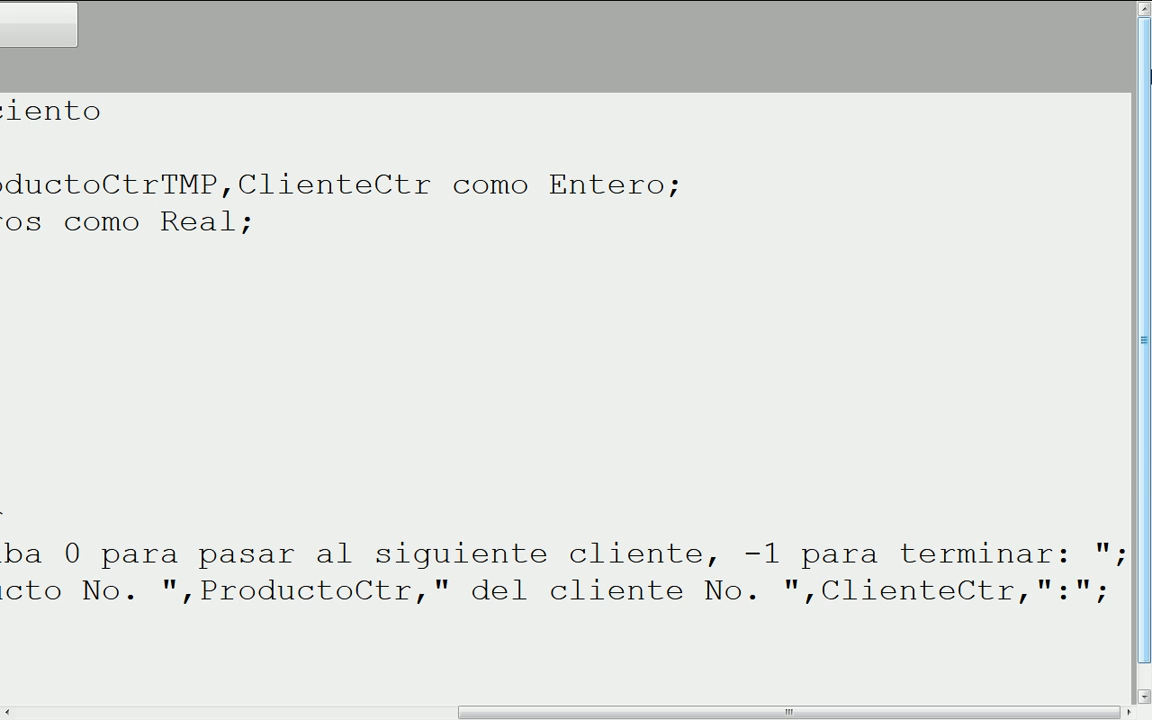 ciento
oductoCtrTMP,ClienteCtr como Entero;
ros como Real;
ba 0 para pasar al siguiente cliente, -1 para terminar: ";
ucto No. ",ProductoCtr," del cliente No. ",ClienteCtr,":";